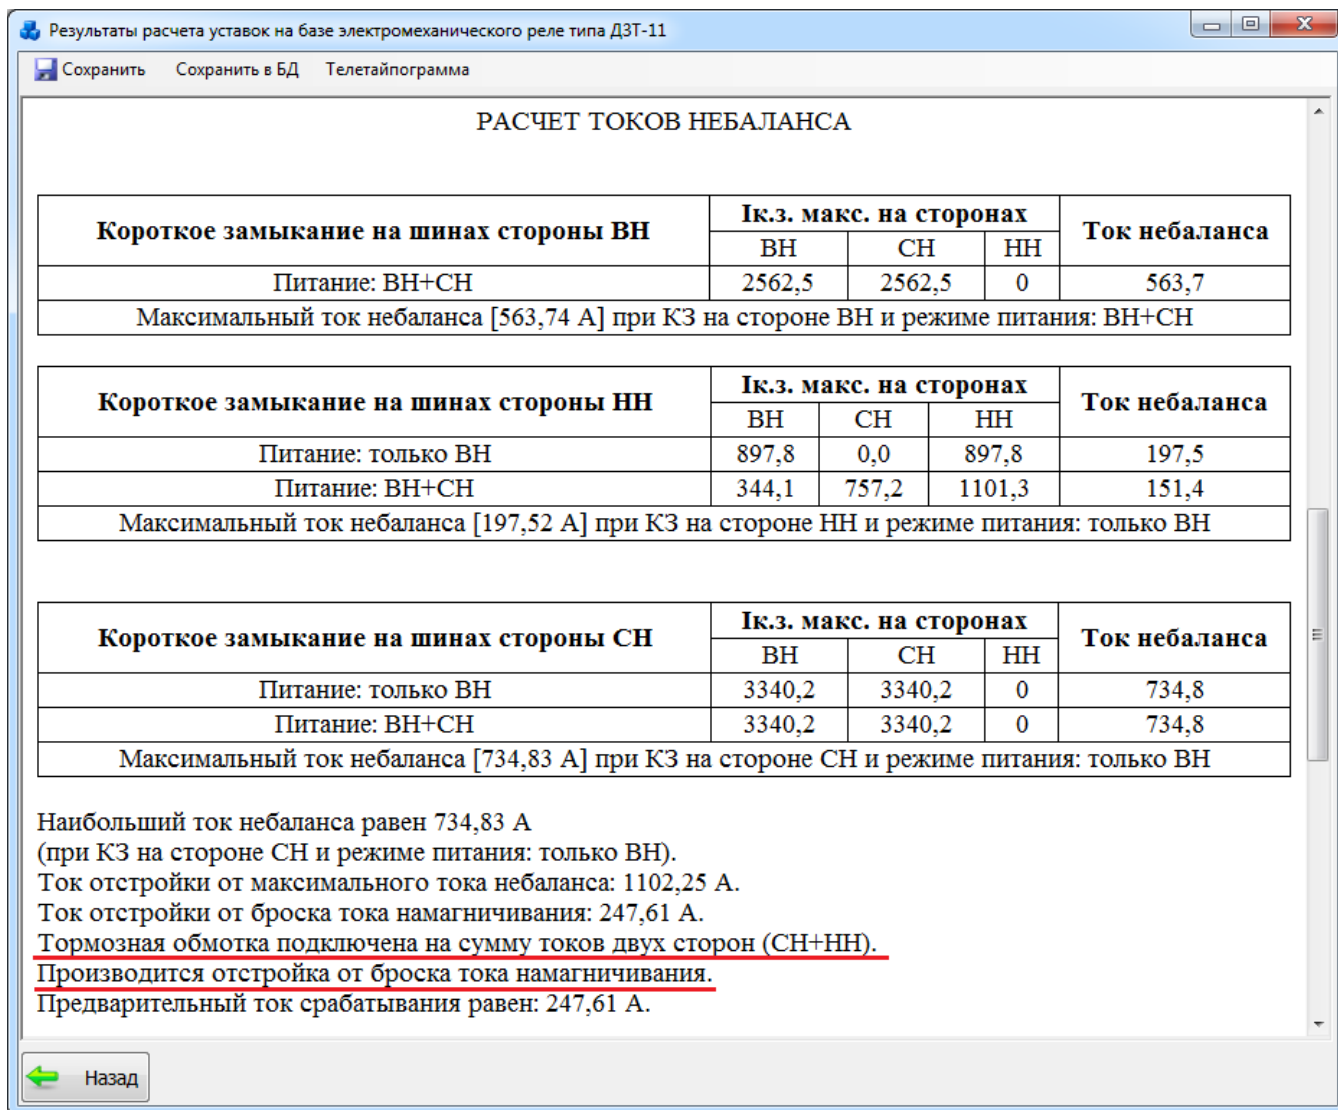 Результаты расчета уставок на базе электромеханического реле типа ДЗТ-11
Сохранить Сохранить в БД Телетайпограмма
РАСЧЕТ ТОКОВ НЕБАЛАНСА
Короткое замыкание на шинах стороны ВН Iк.з. макс. на сторонах Ток небаланса
ВН СН НН
Питание: ВН+СН 2562,5 2562,5 0 563,7
Максимальный ток небаланса [563,74 А] при КЗ на стороне ВН и режиме питания: ВН+СН
Короткое замыкание на шинах стороны НН Iк.з. макс. на сторонах Ток небаланса
ВН СН НН
Питание: только ВН 897,8 0,0 897,8 197,5
Питание: ВН+СН 344,1 757,2 1101,3 151,4
Максимальный ток небаланса [197,52 А] при КЗ на стороне НН и режиме питания: только ВН
Короткое замыкание на шинах стороны СН Iк.з. макс. на сторонах Ток небаланса
ВН СН НН
Питание: только ВН 3340,2 3340,2 0 734,8
Питание: ВН+СН 3340,2 3340,2 0 734,8
Максимальный ток небаланса [734,83 А] при КЗ на стороне СН и режиме питания: только ВН
Наибольший ток небаланса равен 734,83 А
(при КЗ на стороне СН и режиме питания: только ВН).
Ток отстройки от максимального тока небаланса: 1102,25 А.
Ток отстройки от броска тока намагничивания: 247,61 А.
Тормозная обмотка подключена на сумму токов двух сторон (СН+НН).
Производится отстройка от броска тока намагничивания.
Предварительный ток срабатывания равен: 247,61 А.
Назад